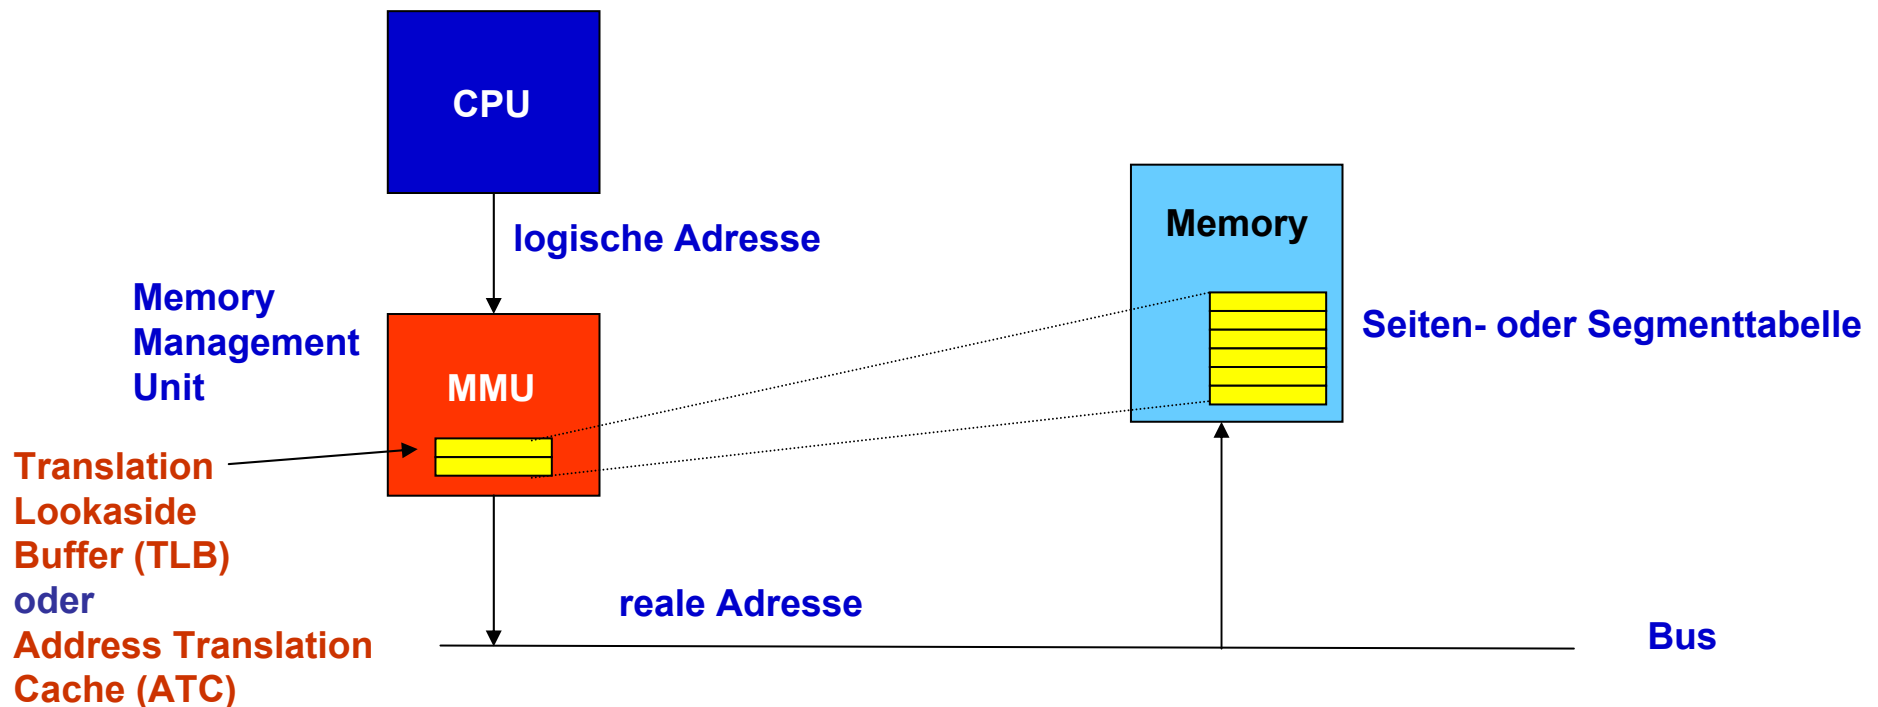 CPU
logische Adresse
Memory
Management
Unit
MMU
Memory
Seiten- oder Segmenttabelle
Translation
Lookaside
Buffer (TLB)
oder
Address Translation
Cache (ATC)
reale Adresse
Bus